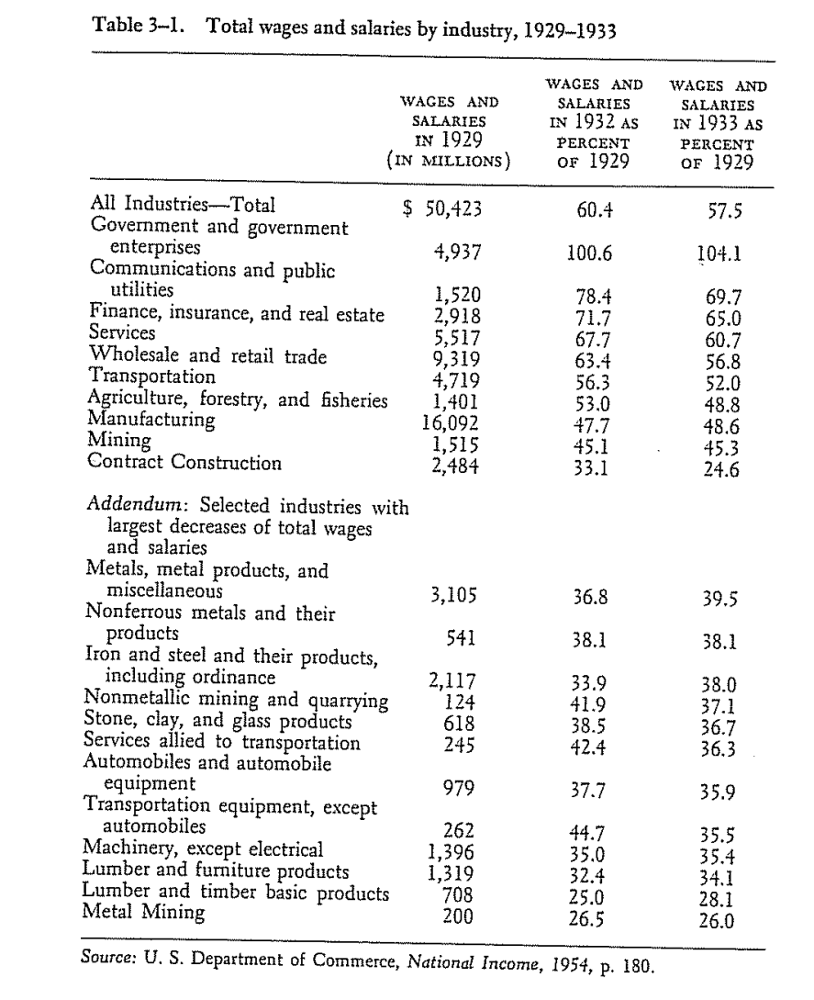 Table 3–1. Total wages and salaries by industry, 1929–1933
WAGES AND SALARIES IN 1929 (IN MILLIONS)
WAGES AND SALARIES IN 1932 AS PERCENT OF 1929
WAGES AND SALARIES IN 1933 AS PERCENT OF 1929
All Industries—Total $ 50,423 60.4 57.5
Government and government
enterprises 4,937 100.6 104.1
Communications and public
utilities 1,520 78.4 69.7
Finance, insurance, and real estate 2,918 71.7 65.0
Services 5,517 67.7 60.7
Wholesale and retail trade 9,319 63.4 56.8
Transportation 4,719 56.3 52.0
Agriculture, forestry, and fisheries 1,401 53.0 48.8
Manufacturing 16,092 47.7 48.6
Mining 1,515 45.1 45.3
Contract Construction 2,484 33.1 24.6
Addendum: Selected industries with
largest decreases of total wages
and salaries
Metals, metal products, and
miscellaneous 3,105 36.8 39.5
Nonferrous metals and their
products 541 38.1 38.1
Iron and steel and their products,
including ordinance 2,117 33.9 38.0
Nonmetallic mining and quarrying 124 41.9 37.1
Stone, clay, and glass products 618 38.5 36.7
Services allied to transportation 245 42.4 36.3
Automobiles and automobile
equipment 979 37.7 35.9
Transportation equipment, except
automobiles 262 44.7 35.5
Machinery, except electrical 1,396 35.0 35.4
Lumber and furniture products 1,319 32.4 34.1
Lumber and timber basic products 708 25.0 28.1
Metal Mining 200 26.5 26.0
Source: U. S. Department of Commerce, National Income, 1954, p. 180.